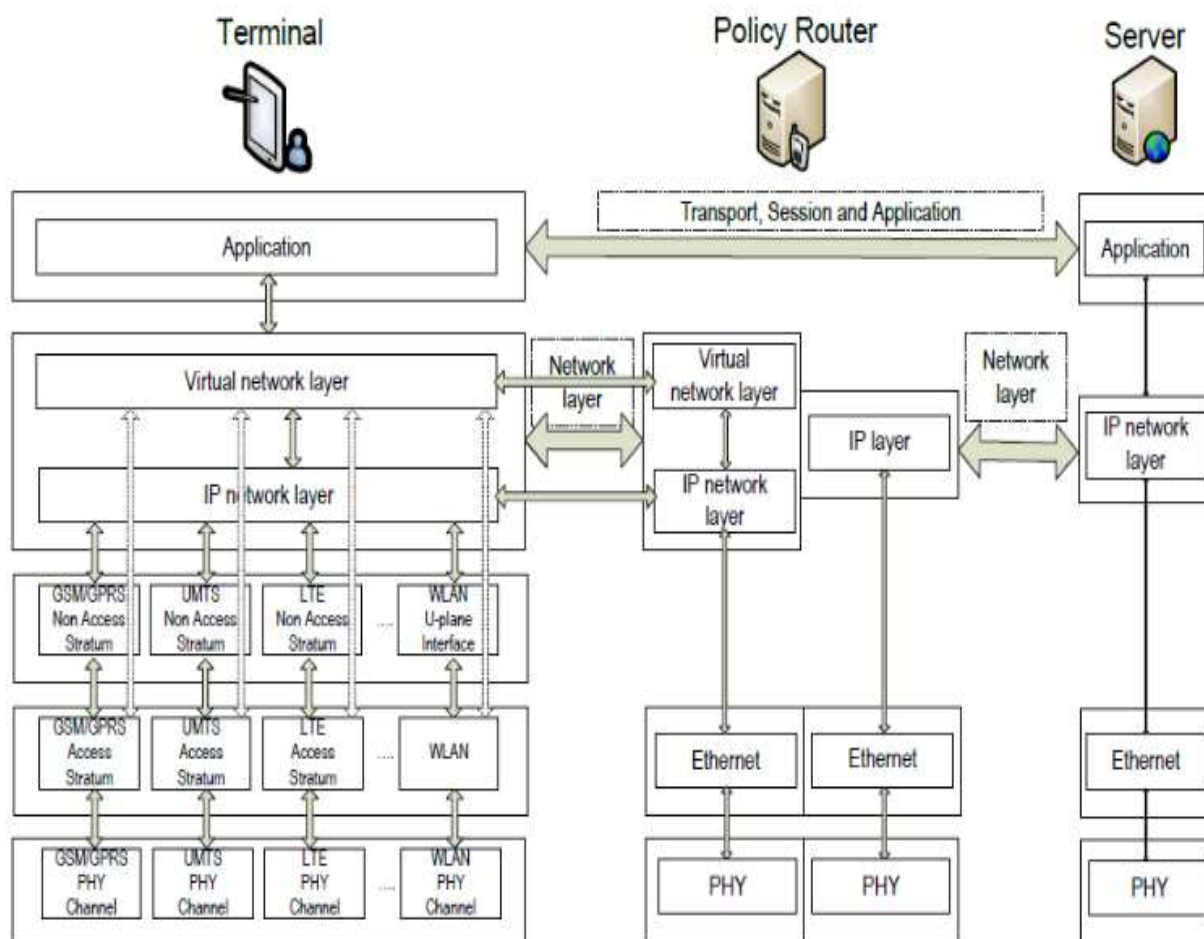 Terminal
Policy Router
Server
Transport, Session and Application
Application
Application
Virtual network layer
Network
layer
Virtual
network layer
Network
layer
IP layer
IP network
layer
IP network layer
IP network
layer
GSM/GPRS
Non Access
Stratum
UMTS
Non Access
Stratum
LTE
Non Access
Stratum
....
WLAN
U-plane
Interface
GSM/GPRS
Access
Stratum
UMTS
Access
Stratum
LTE
Access
Stratum
....
WLAN
Ethernet
Ethernet
Ethernet
GSM/GPRS
PHY
Channel
UMTS
PHY
Channel
LTE
PHY
Channel
....
WLAN
PHY
Channel
PHY
PHY
PHY